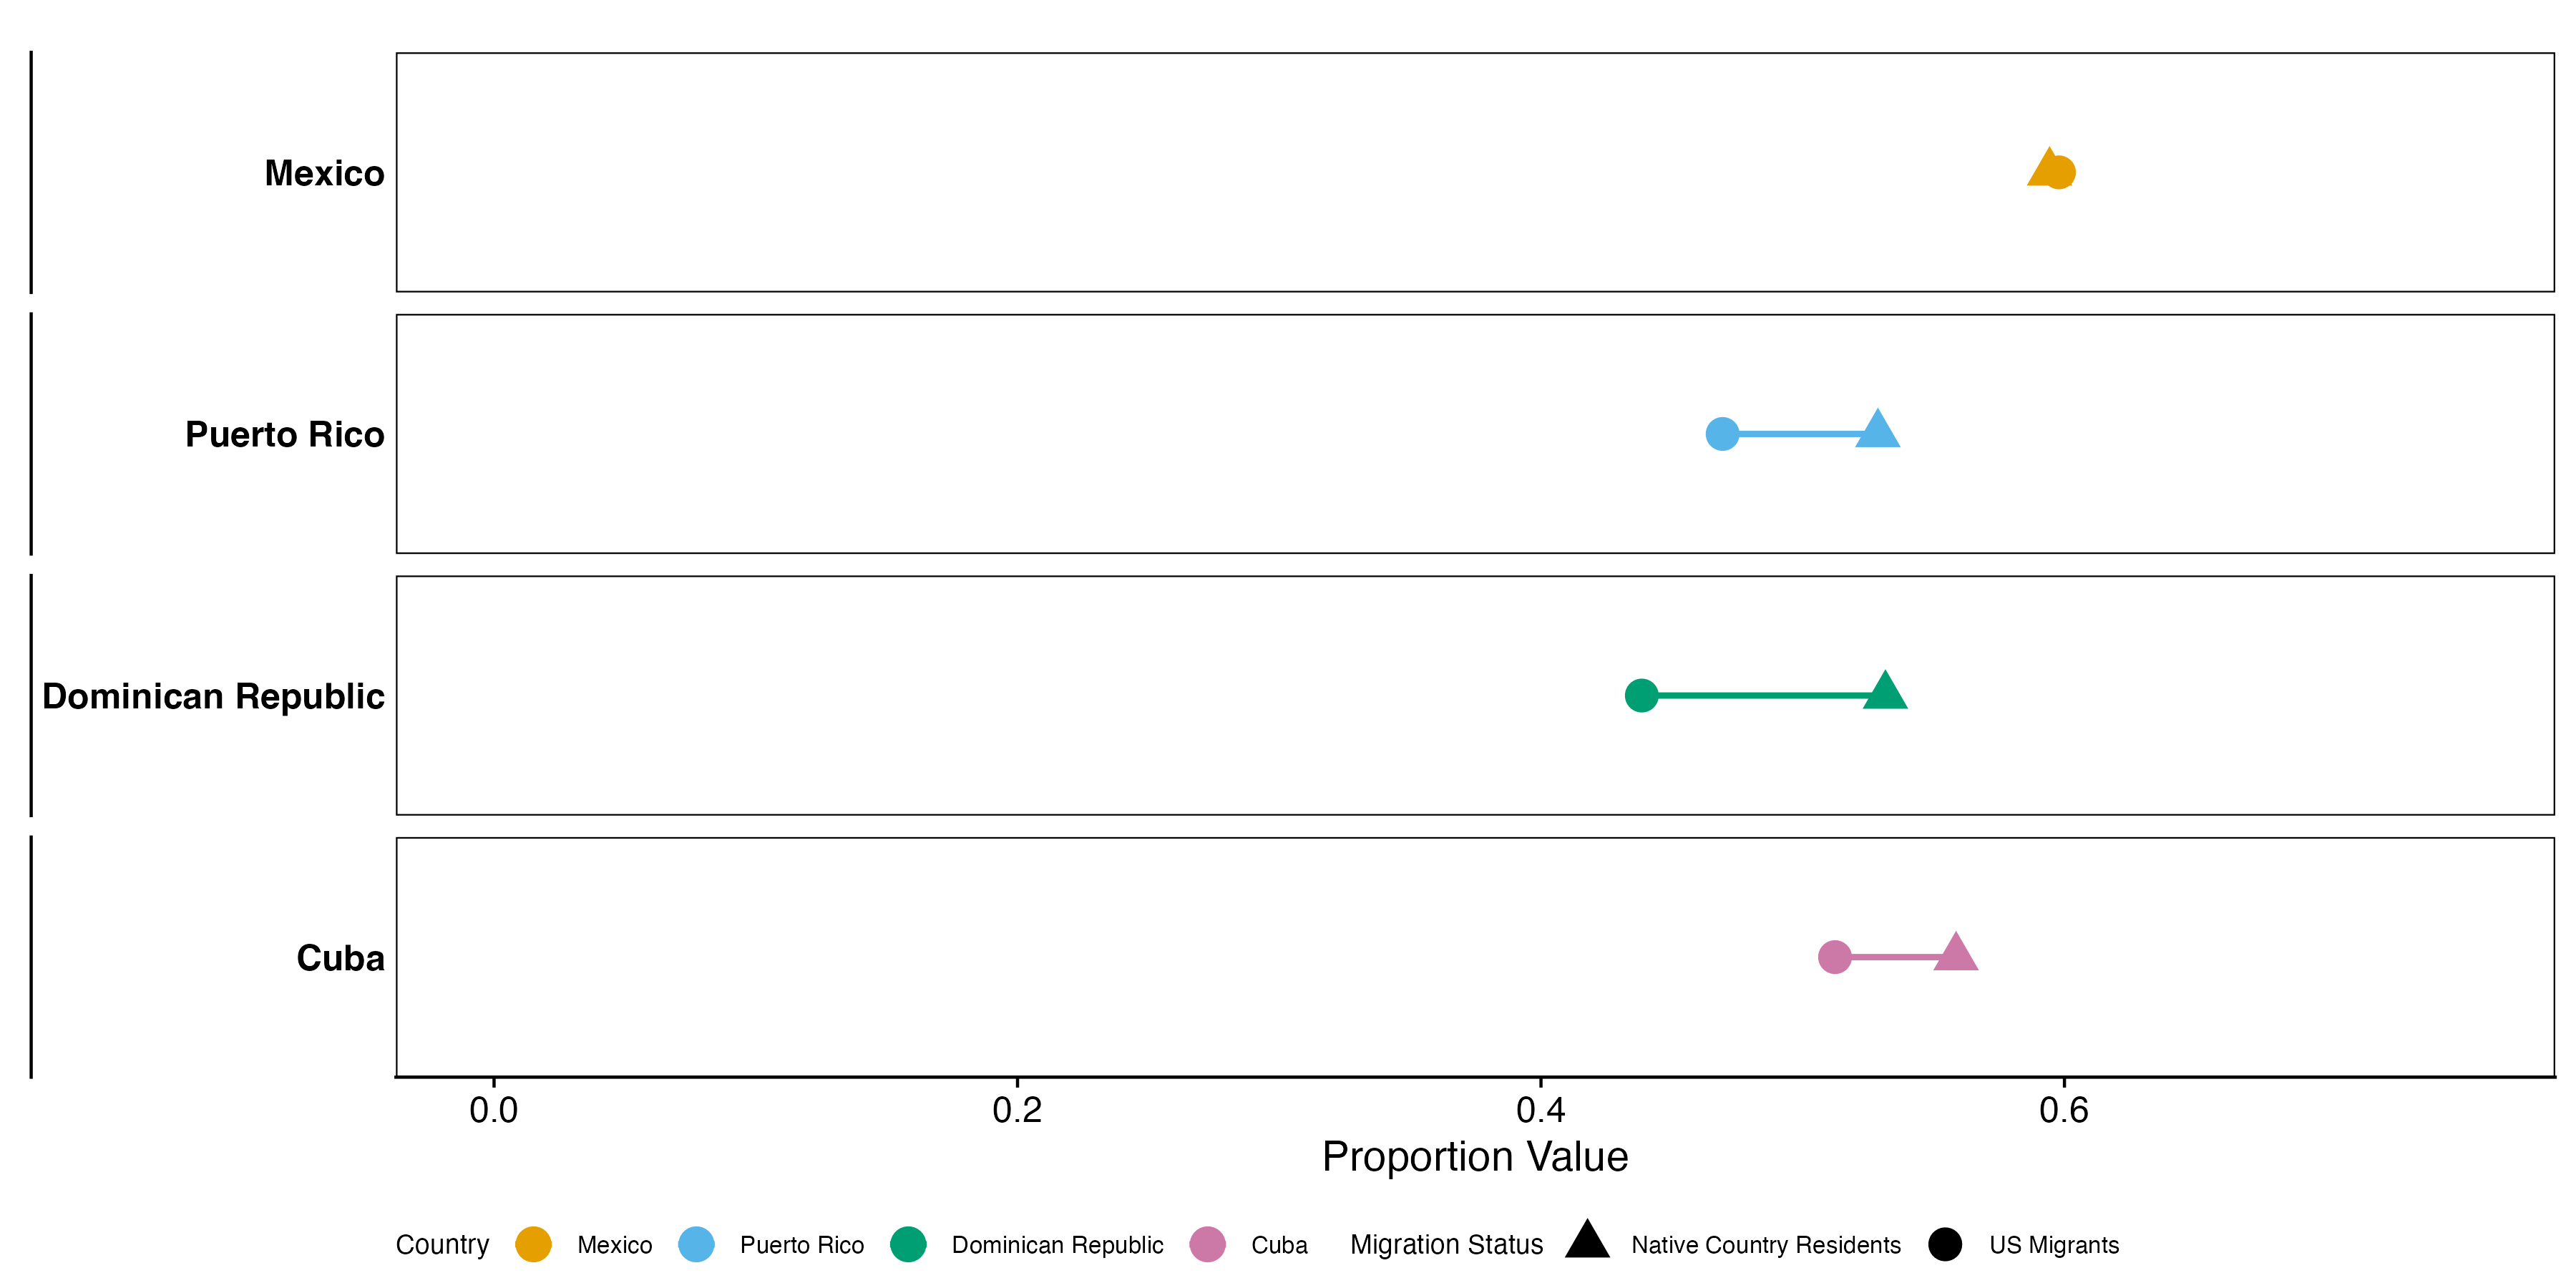 Mexico
Puerto Rico
Dominican Republic
Cuba
0.0 0.2 0.4 0.6
Proportion Value
Country Mexico Puerto Rico Dominican Republic Cuba Migration Status Native Country Residents US Migrants